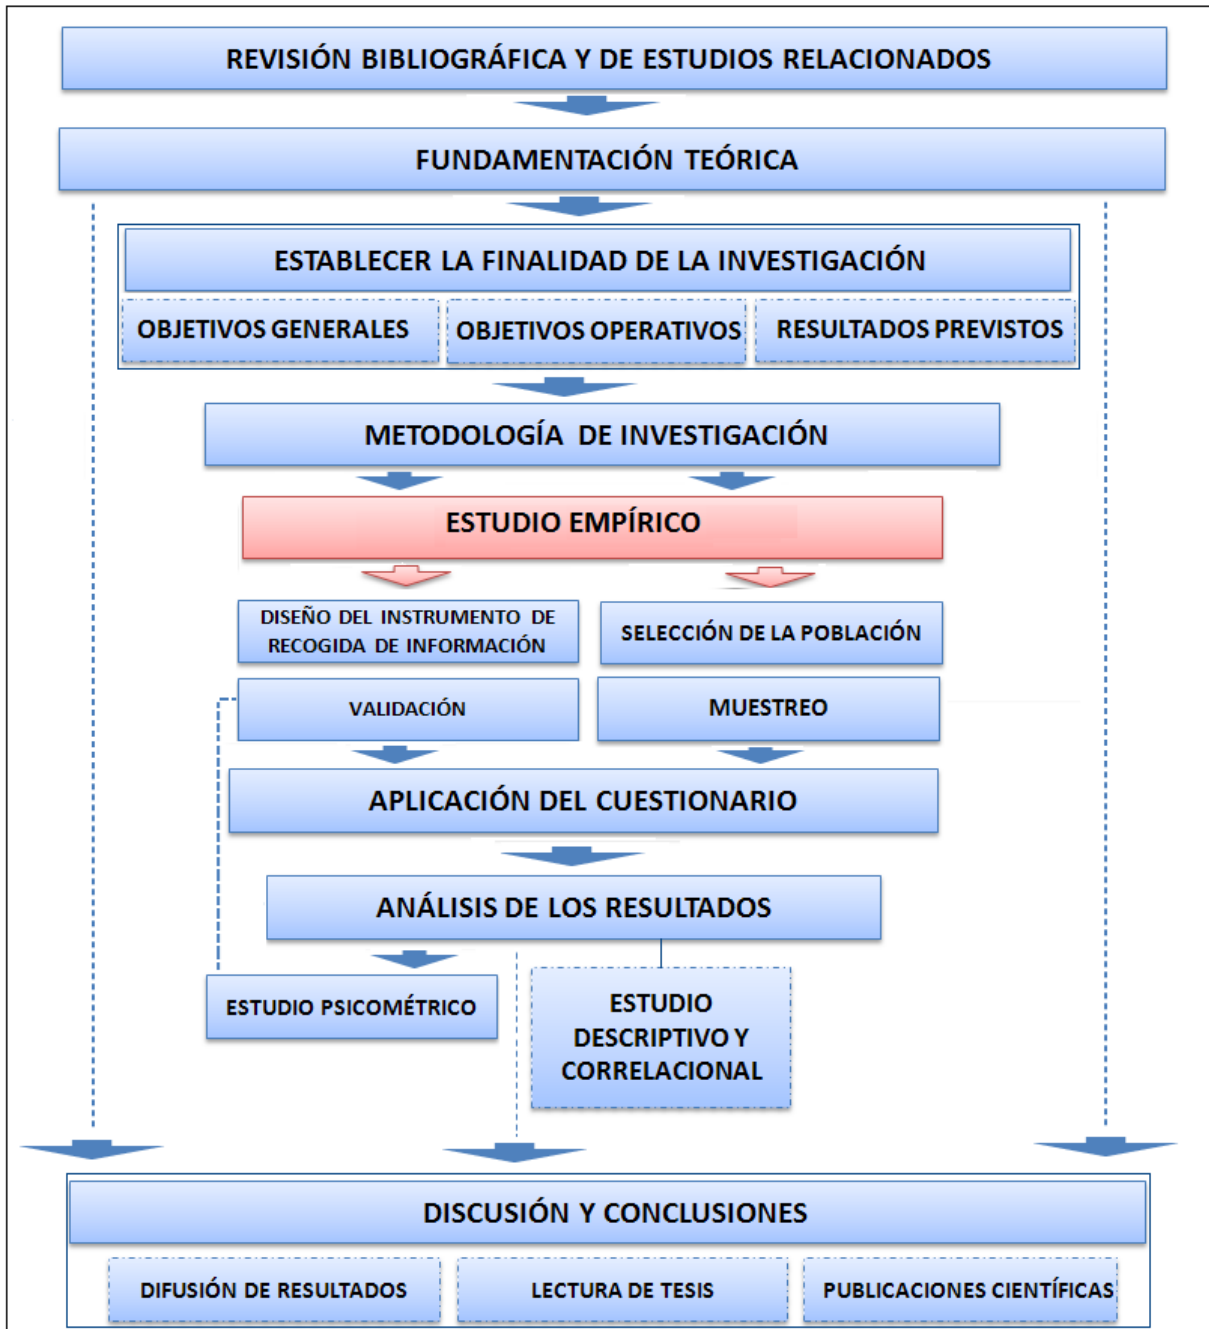 REVISIÓN BIBLIOGRÁFICA Y DE ESTUDIOS RELACIONADOS
FUNDAMENTACIÓN TEÓRICA
ESTABLECER LA FINALIDAD DE LA INVESTIGACIÓN
OBJETIVOS GENERALES
OBJETIVOS OPERATIVOS
RESULTADOS PREVISTOS
METODOLOGÍA DE INVESTIGACIÓN
ESTUDIO EMPÍRICO
DISEÑO DEL INSTRUMENTO DE
RECOGIDA DE INFORMACIÓN
SELECCIÓN DE LA POBLACIÓN
VALIDACIÓN
MUESTREO
APLICACIÓN DEL CUESTIONARIO
ANÁLISIS DE LOS RESULTADOS
ESTUDIO PSICOMÉTRICO
ESTUDIO
DESCRIPTIVO Y
CORRELACIONAL
DISCUSIÓN Y CONCLUSIONES
DIFUSIÓN DE RESULTADOS
LECTURA DE TESIS
PUBLICACIONES CIENTÍFICAS